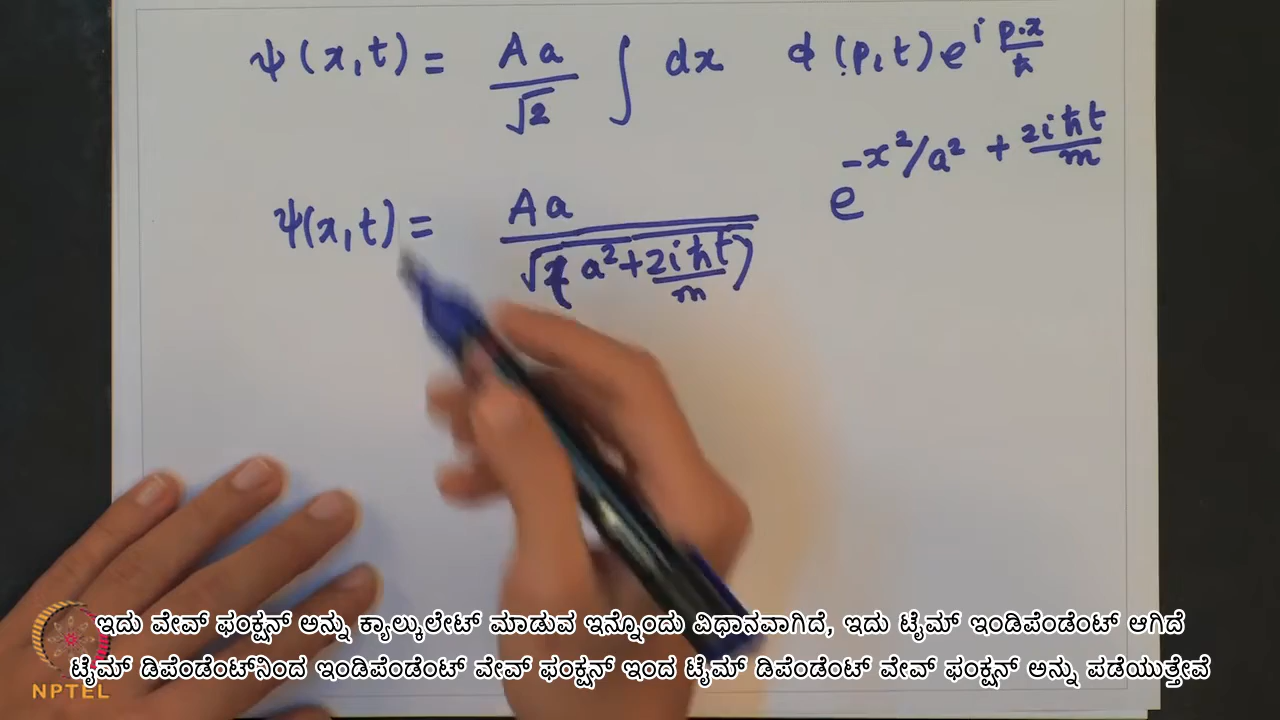 ψ(x,t) = Aa/√2 ∫ dx φ(p,t) e^{i p·x/ħ}
ψ(x,t) = Aa/√(2(a²+2iħt/m)) e^{-x²/a² + 2iħt/m}
ಇದು ವೇವ್ ಫಂಕ್ಷನ್ ಅನ್ನು ಕ್ಯಾಲ್ಕುಲೇಟ್ ಮಾಡುವ ಇನ್ನೊಂದು ವಿಧಾನವಾಗಿದೆ, ಇದು ಟೈಮ್ ಇಂಡಿಪೆಂಡೆಂಟ್ ಆಗಿದೆ
ಟೈಮ್ ಡಿಪೆಂಡೆಂಟ್‌ನಿಂದ ಇಂಡಿಪೆಂಡೆಂಟ್ ವೇವ್ ಫಂಕ್ಷನ್ ಇಂದ ಟೈಮ್ ಡಿಪೆಂಡೆಂಟ್ ವೇವ್ ಫಂಕ್ಷನ್ ಅನ್ನು ಪಡೆಯುತ್ತೇವೆ
NPTEL